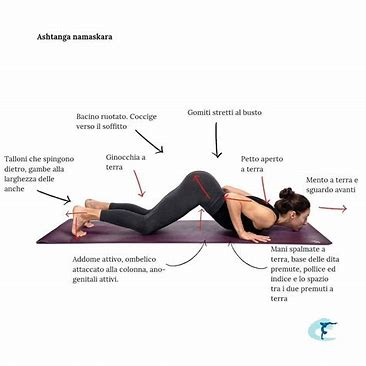 Ashtanga namaskara
Gomiti stretti al busto
Bacino ruotato. Coccige
verso il soffitto
Talloni che spingono
dietro, gambe alla
larghezza delle
anche
Ginocchia a
terra
Petto aperto
a terra
Mento a terra e
sguardo avanti
Addome attivo, ombelico
attaccato alla colonna, ano-
genitali attivi.
Mani spalmate a
terra, base delle dita
premute, pollice ed
indice e lo spazio
tra i due premuti a
terra